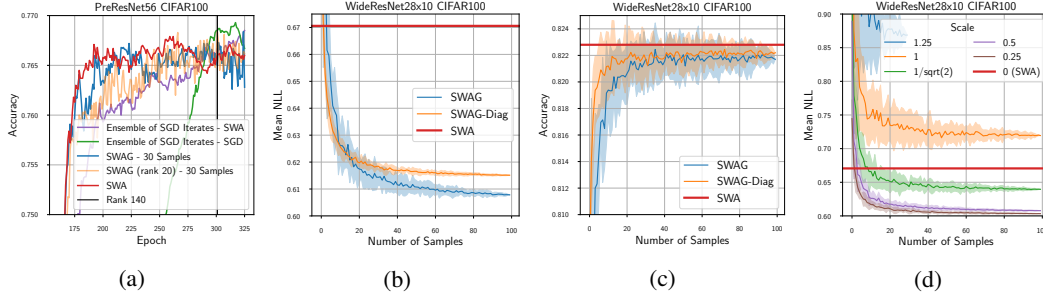 PreResNet56 CIFAR100
0.770
0.765
0.760
0.755
0.750
Accuracy
Ensemble of SGD Iterates - SWA
Ensemble of SGD Iterates - SGD
SWAG - 30 Samples
SWAG (rank 20) - 30 Samples
SWA
Rank 140
175 200 225 250 275 300 325
Epoch
(a)
WideResNet28x10 CIFAR100
0.67
0.66
0.65
0.64
0.63
0.62
0.61
0.60
Mean NLL
SWAG
SWAG-Diag
SWA
0 20 40 60 80 100
Number of Samples
(b)
WideResNet28x10 CIFAR100
0.824
0.822
0.820
0.818
0.816
0.814
0.812
0.810
Accuracy
SWAG
SWAG-Diag
SWA
0 20 40 60 80 100
Number of Samples
(c)
WideResNet28x10 CIFAR100
0.90
0.85
0.80
0.75
0.70
0.65
0.60
Mean NLL
Scale
1.25
1
1/sqrt(2)
0.5
0.25
0 (SWA)
0 20 40 60 80 100
Number of Samples
(d)